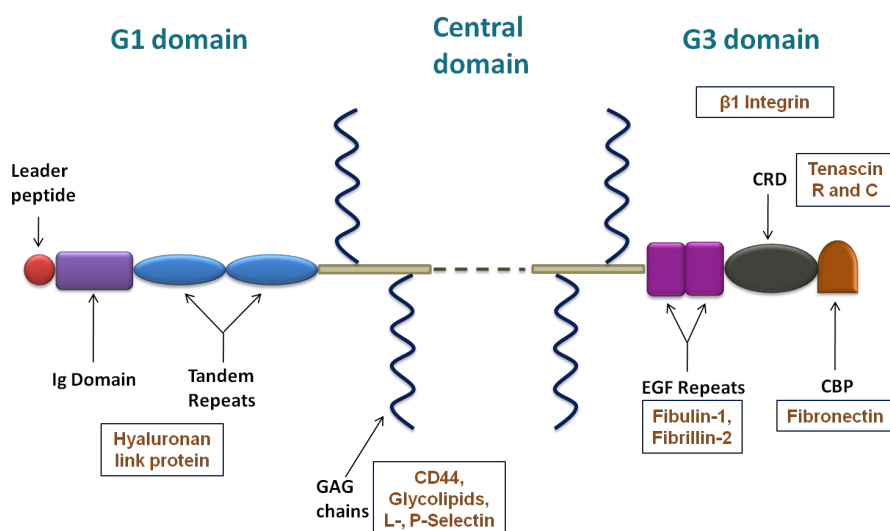 G1 domain
Central
domain
G3 domain
β1 Integrin
Leader
peptide
CRD
Tenascin
R and C
Ig Domain
Tandem
Repeats
EGF Repeats
CBP
Hyaluronan
link protein
Fibulin-1,
Fibrillin-2
Fibronectin
GAG
chains
CD44,
Glycolipids,
L-, P-Selectin